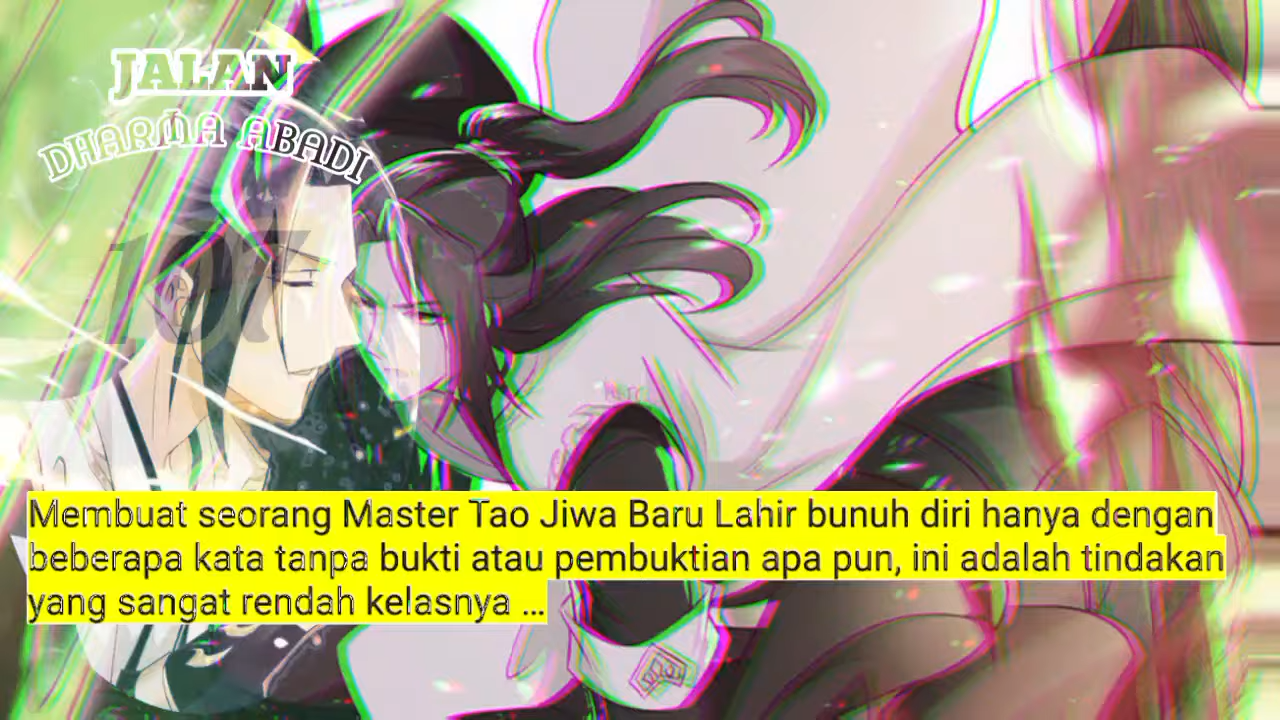 JALAN
DHARMA ABADI
107
Membuat seorang Master Tao Jiwa Baru Lahir bunuh diri hanya dengan
beberapa kata tanpa bukti atau pembuktian apa pun, ini adalah tindakan
yang sangat rendah kelasnya ...